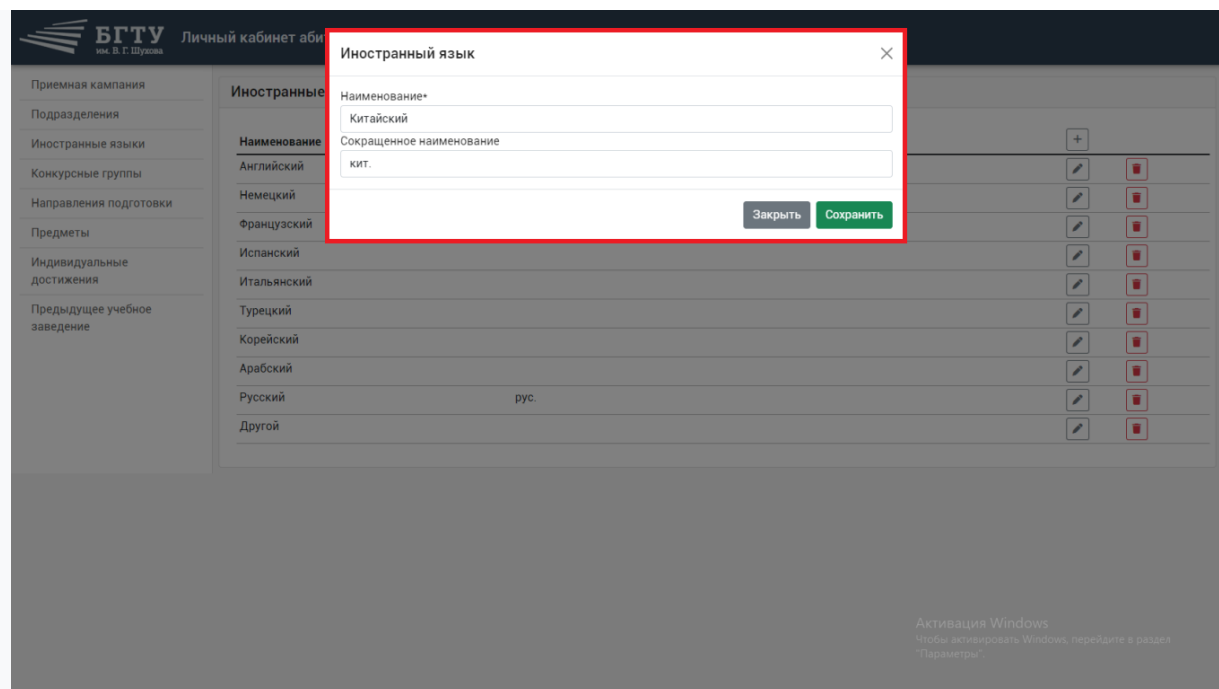 БГТУ
им. В. Г. Шухова
Личный кабинет аби
Приемная кампания
Подразделения
Иностранные языки
Конкурсные группы
Направления подготовки
Предметы
Индивидуальные
достижения
Предыдущее учебное
заведение
Иностранные
Наименование
Английский
Немецкий
Французский
Испанский
Итальянский
Турецкий
Корейский
Арабский
Русский рус.
Другой
Иностранный язык
Наименование*
Китайский
Сокращенное наименование
кит.
Закрыть Сохранить
Активация Windows
Чтобы активировать Windows, перейдите в раздел
"Параметры".